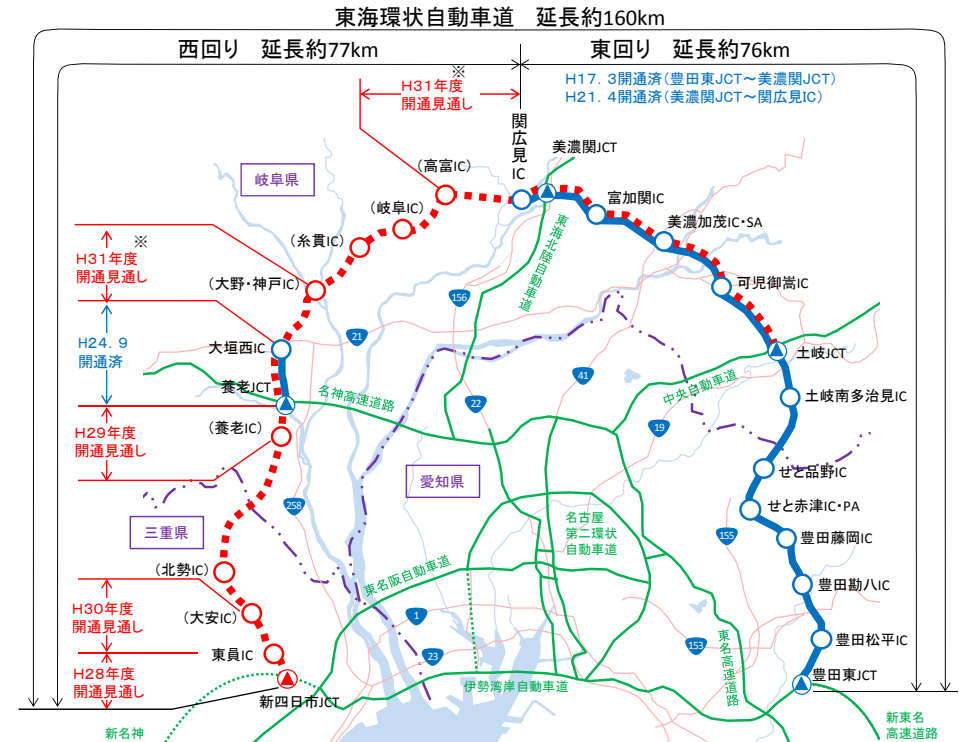 東海環状自動車道　延長約160km
西回り　延長約77km
東回り　延長約76km
※
H31年度
開通見通し
H17.3開通済(豊田東JCT～美濃関JCT)
H21.4開通済(美濃関JCT～関広見IC)
関広見IC
美濃関JCT
岐阜県
(高富IC)
富加関IC
(岐阜IC)
美濃加茂IC・SA
東海北陸自動車道
(糸貫IC)
※
H31年度
開通見通し
(大野・神戸IC)
可児御嵩IC
156
21
H24.9
開通済
大垣西IC
土岐JCT
養老JCT
名神高速道路
41
中央自動車道
土岐南多治見IC
22
H29年度
開通見通し
(養老IC)
19
せと品野IC
愛知県
258
せと赤津IC・PA
三重県
名古屋
第二環状
自動車道
155
豊田藤岡IC
(北勢IC)
東名阪自動車道
豊田勘八IC
H30年度
開通見通し
(大安IC)
1
東名高速道路
153
豊田松平IC
東員IC
23
H28年度
開通見通し
伊勢湾岸自動車道
豊田東JCT
新四日市JCT
新名神
新東名
高速道路